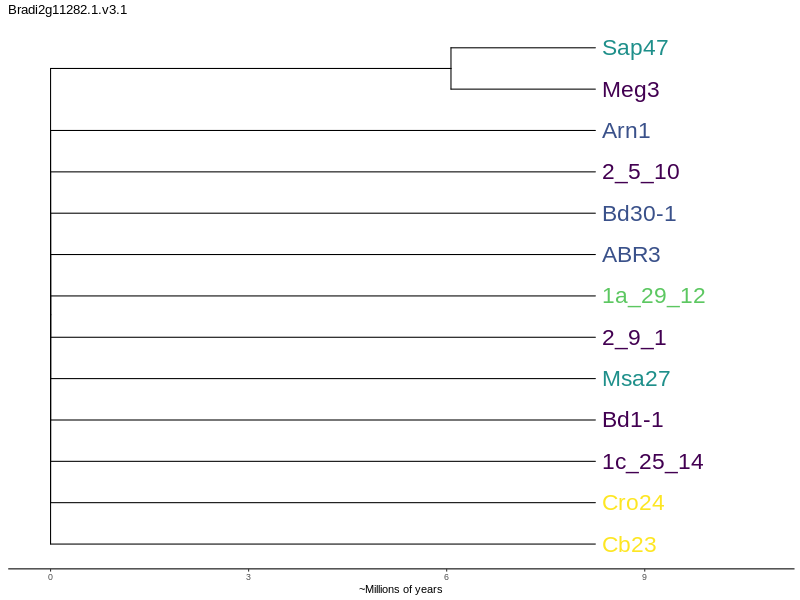 Bradi2g11282.1.v3.1
Sap47
Meg3
Arn1
2_5_10
Bd30-1
ABR3
1a_29_12
2_9_1
Msa27
Bd1-1
1c_25_14
Cro24
Cb23
0 3 6 9
~Millions of years